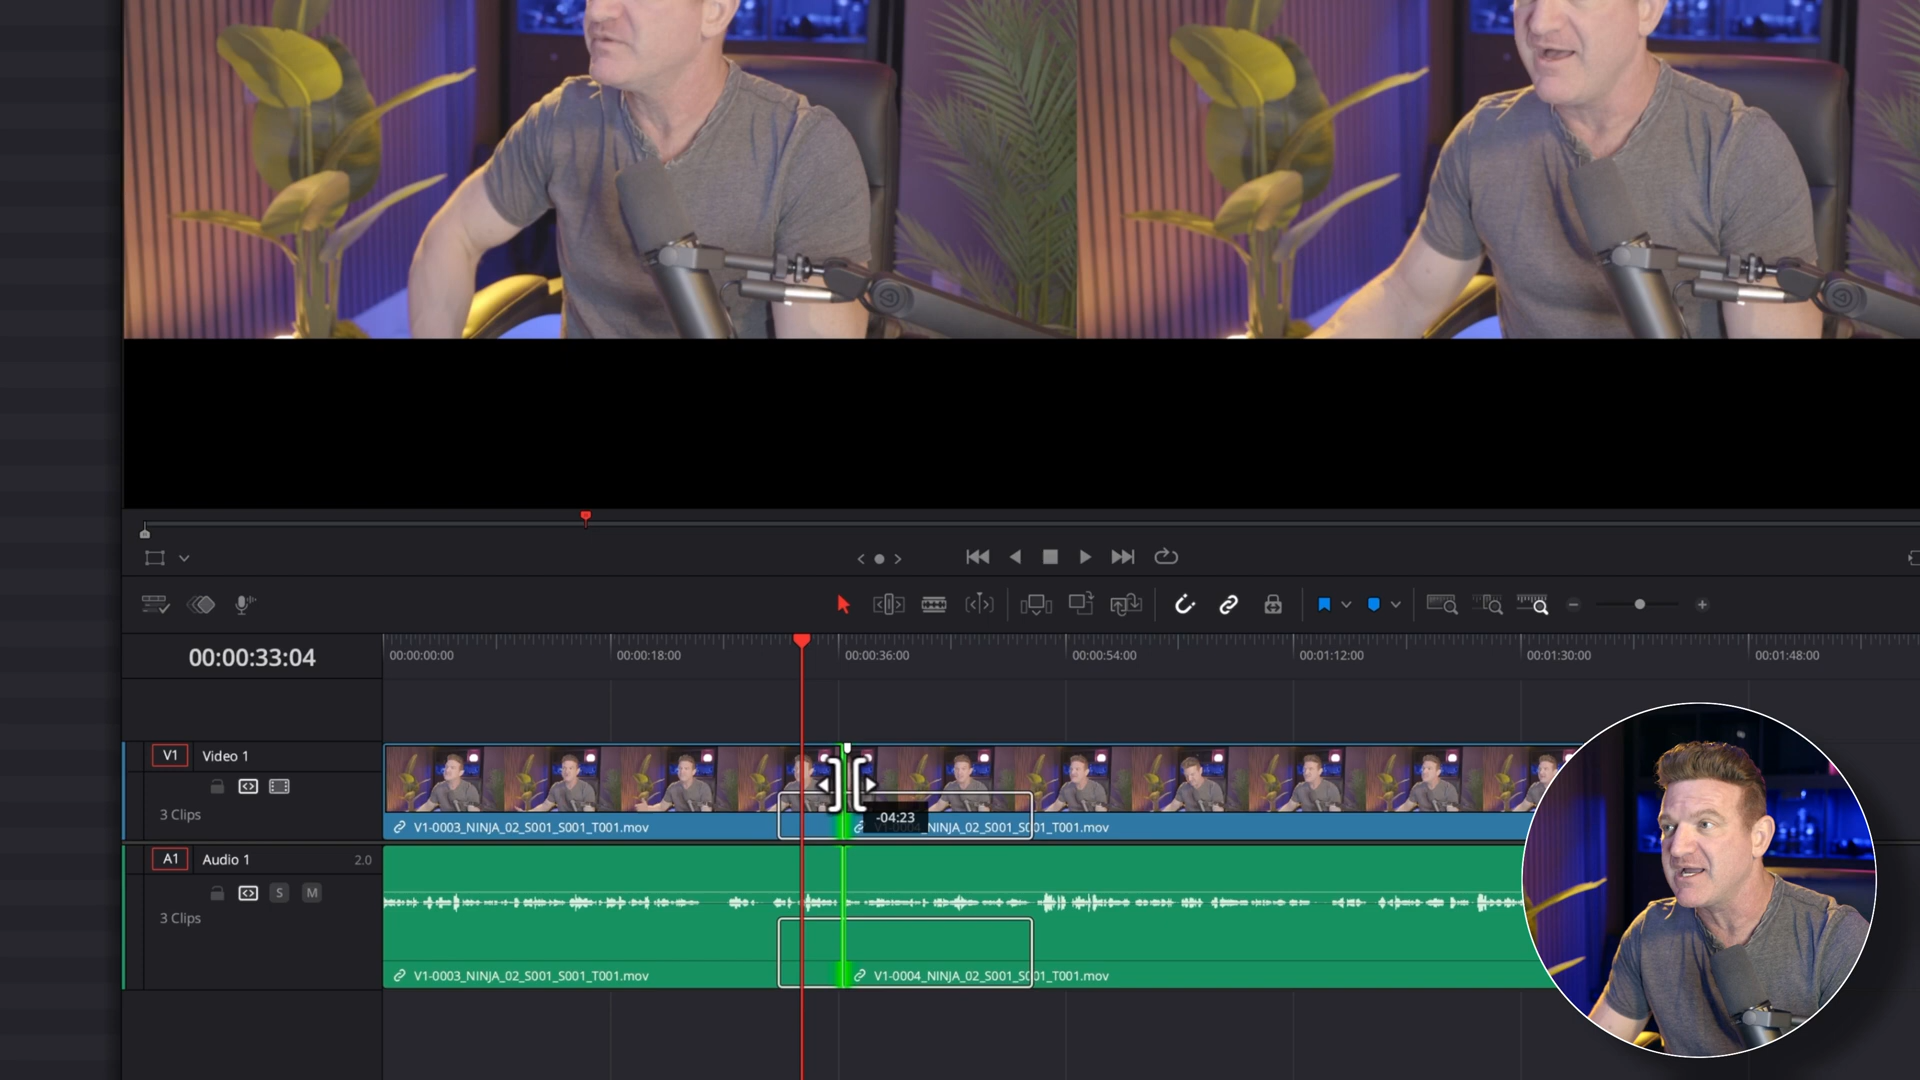 00:00:33:04
00:00:00:00
00:00:18:00
00:00:36:00
00:00:54:00
00:01:12:00
00:01:30:00
00:01:48:00
V1 Video 1
3 Clips
-04:23
V1-0003_NINJA_02_S001_S001_T001.mov
V1-0004_NINJA_02_S001_S001_T001.mov
A1 Audio 1 2.0
S M
3 Clips
V1-0003_NINJA_02_S001_S001_T001.mov
V1-0004_NINJA_02_S001_S001_T001.mov